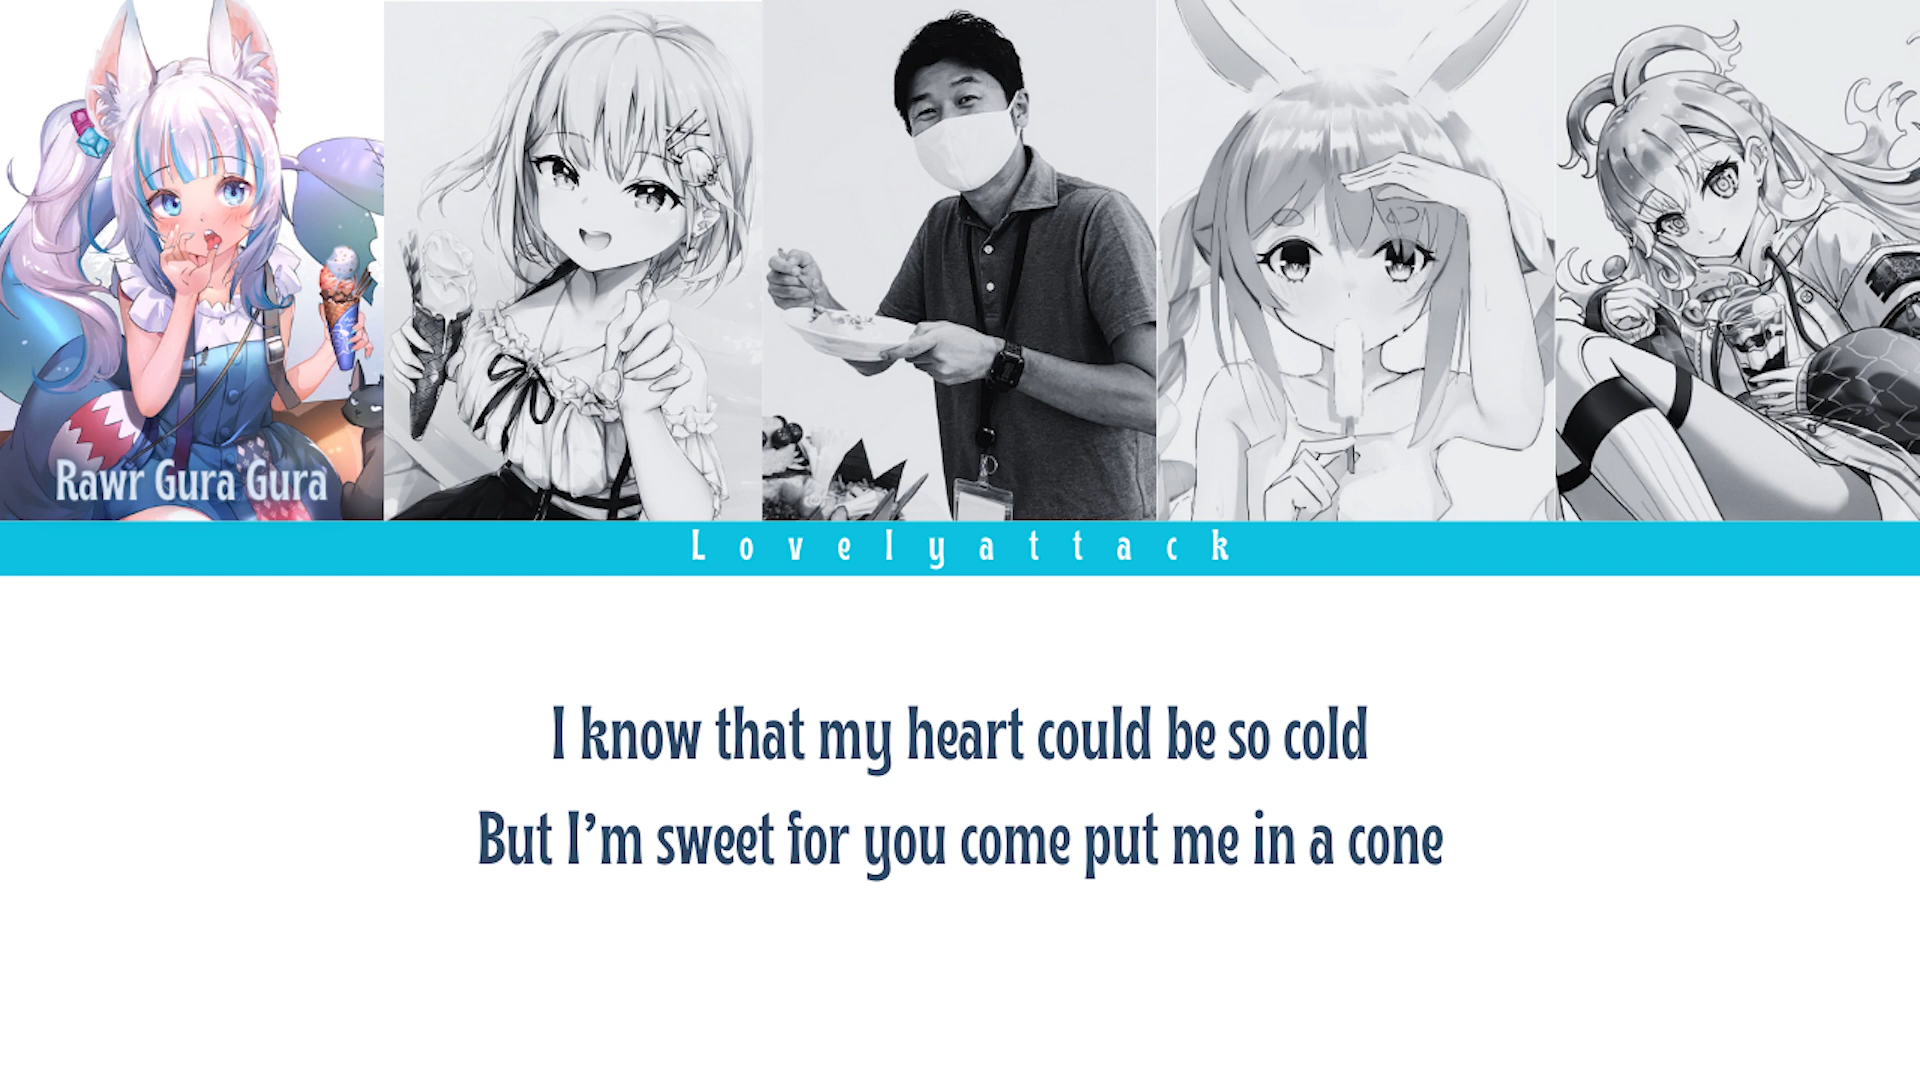 Rawr Gura Gura
Lovelyattack
I know that my heart could be so cold
But I'm sweet for you come put me in a cone